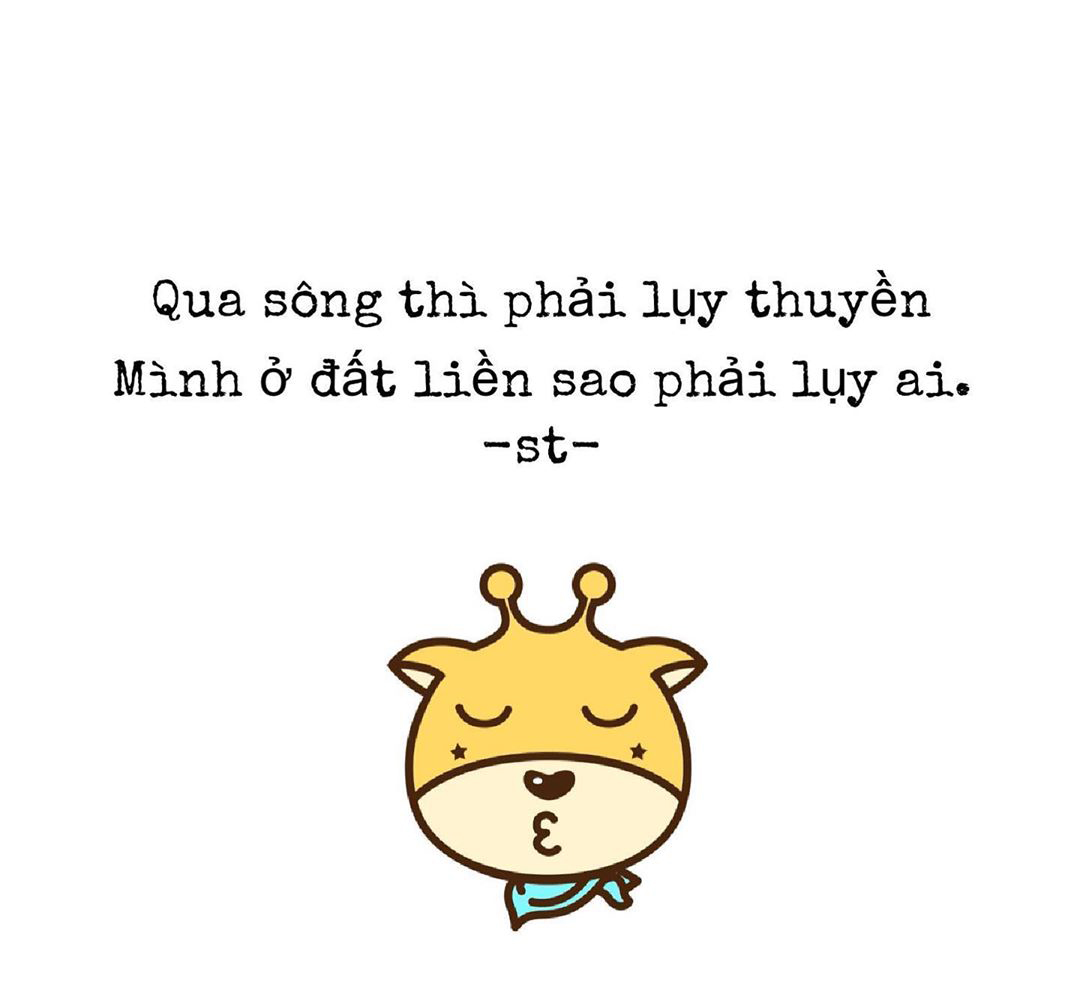 Qua sông thì phải lụy thuyền
Mình ở đất liền sao phải lụy ai.
-st-